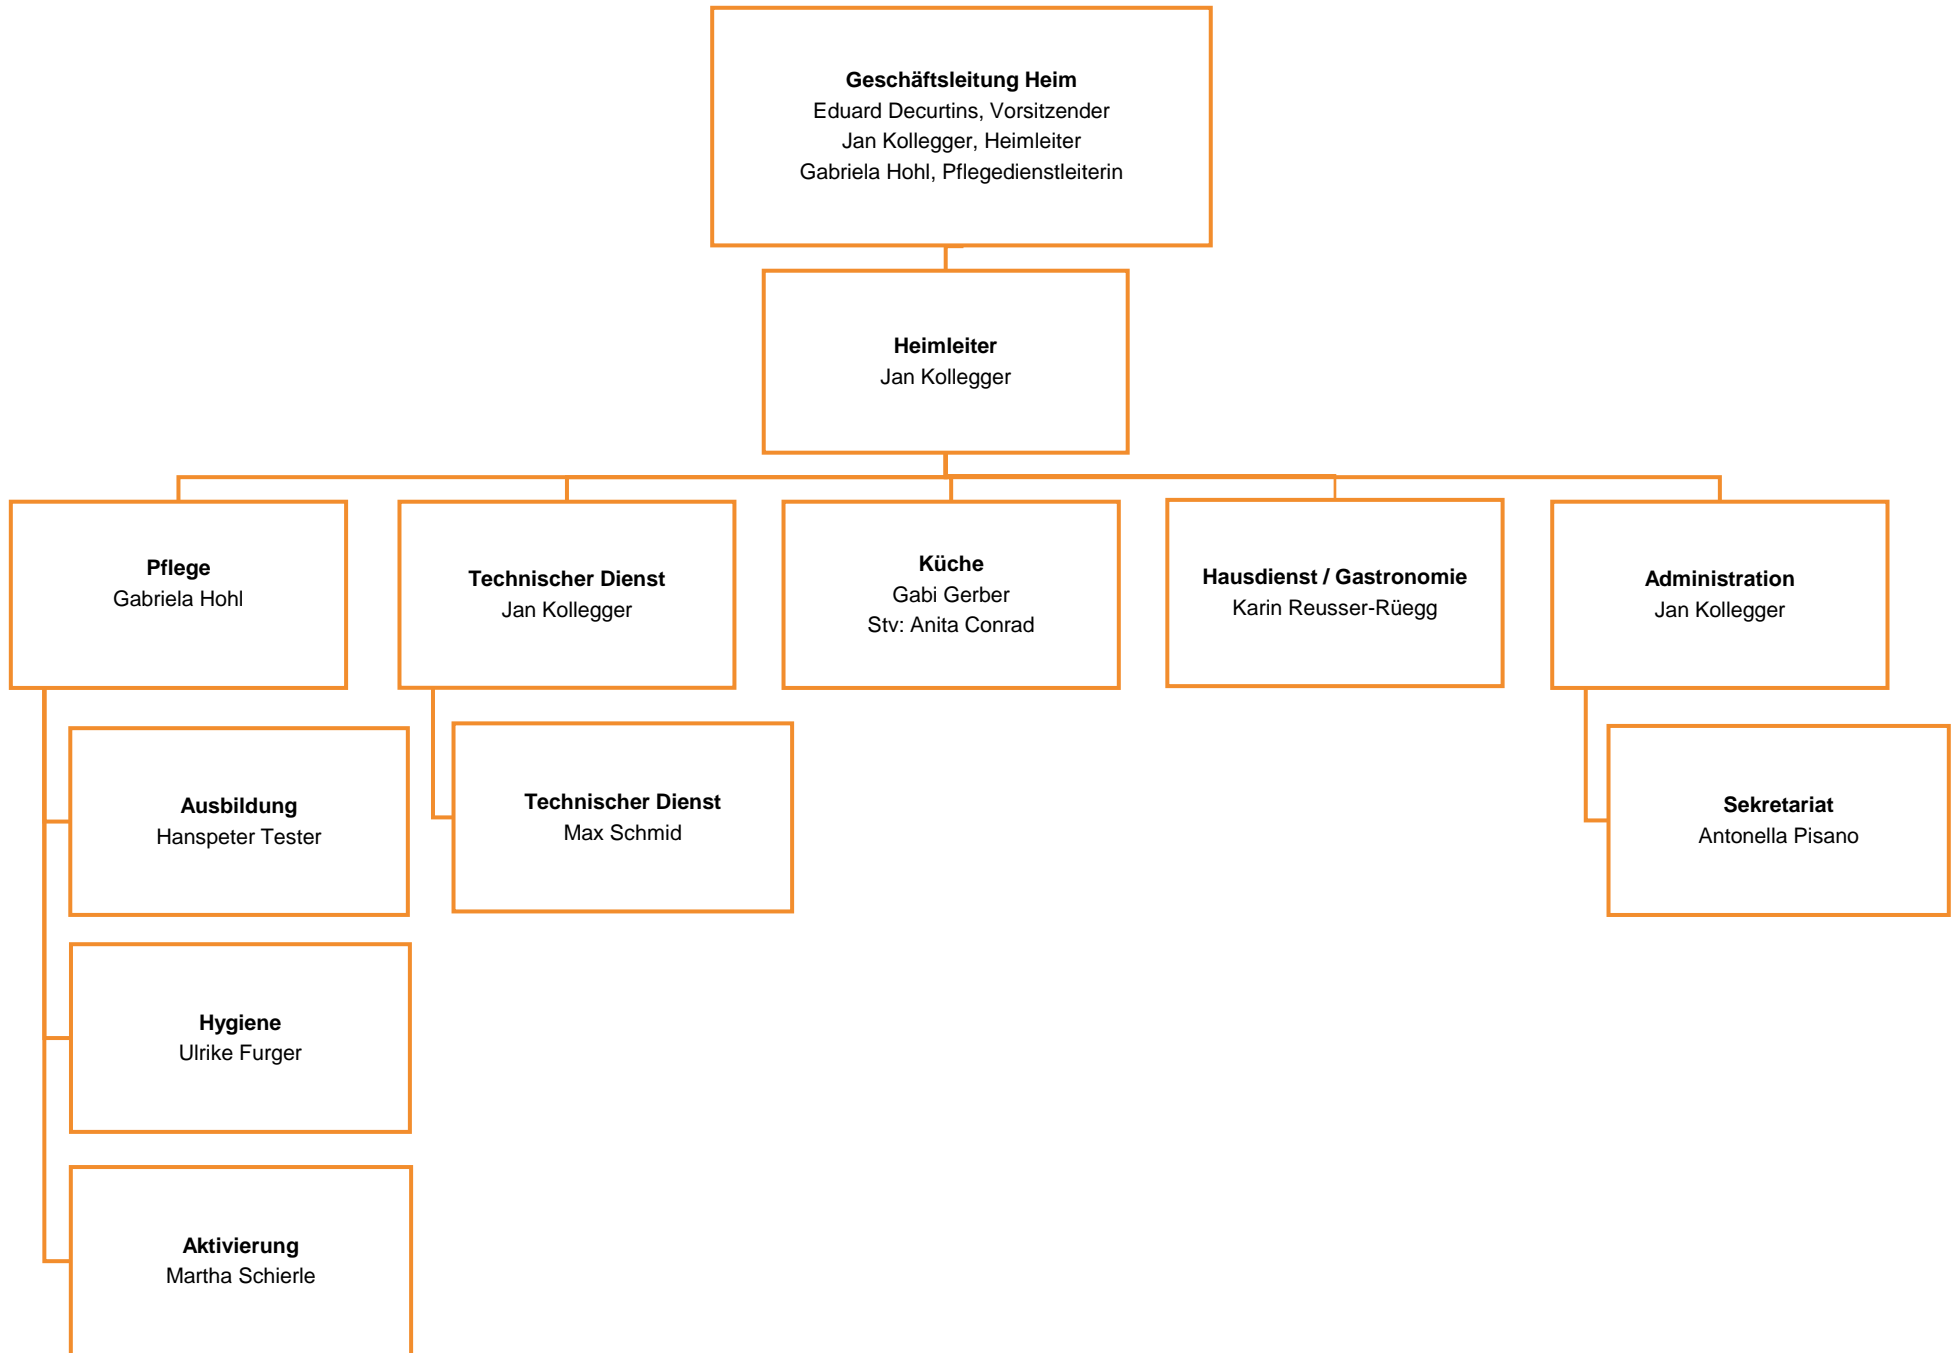 Geschäftsleitung Heim
Eduard Decurtins, Vorsitzender
Jan Kollegger, Heimleiter
Gabriela Hohl, Pflegedienstleiterin
Heimleiter
Jan Kollegger
Pflege
Gabriela Hohl
Technischer Dienst
Jan Kollegger
Küche
Gabi Gerber
Stv: Anita Conrad
Hausdienst / Gastronomie
Karin Reusser-Rüegg
Administration
Jan Kollegger
Ausbildung
Hanspeter Tester
Technischer Dienst
Max Schmid
Sekretariat
Antonella Pisano
Hygiene
Ulrike Furger
Aktivierung
Martha Schierle